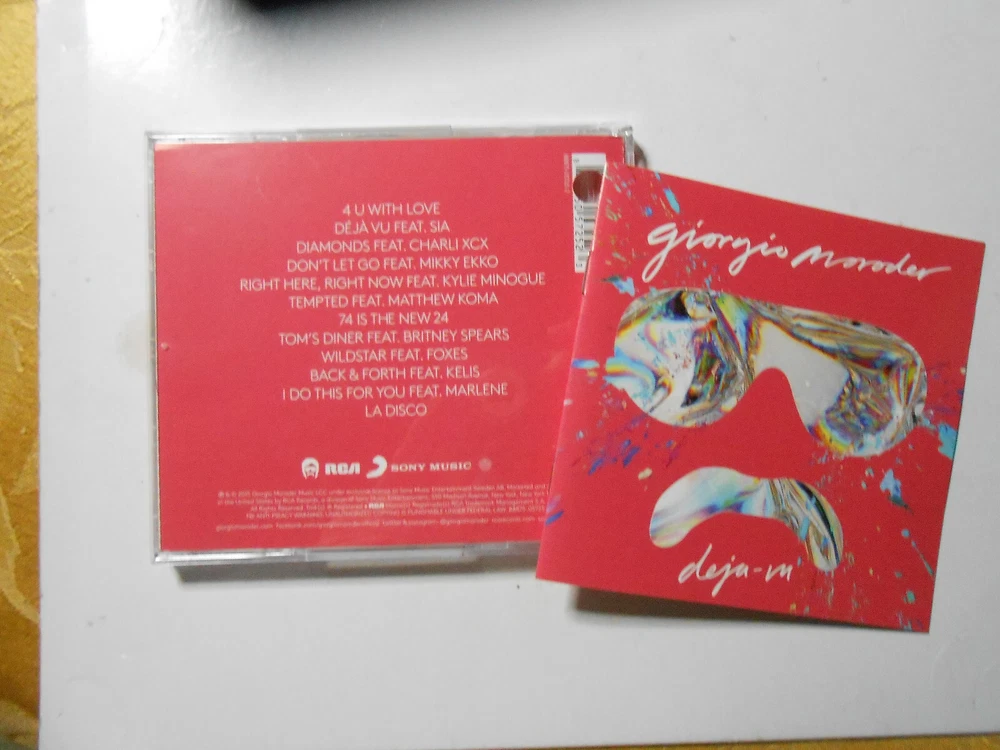 4 U WITH LOVE
DÉJÀ VU FEAT. SIA
DIAMONDS FEAT. CHARLI XCX
DON'T LET GO FEAT. MIKKY EKKO
RIGHT HERE, RIGHT NOW FEAT. KYLIE MINOGUE
TEMPTED FEAT. MATTHEW KOMA
74 IS THE NEW 24
TOM'S DINER FEAT. BRITNEY SPEARS
WILDSTAR FEAT. FOXES
BACK & FORTH FEAT. KELIS
I DO THIS FOR YOU FEAT. MARLENE
LA DISCO
RCA SONY MUSIC
giorgio moroder
deja-vu